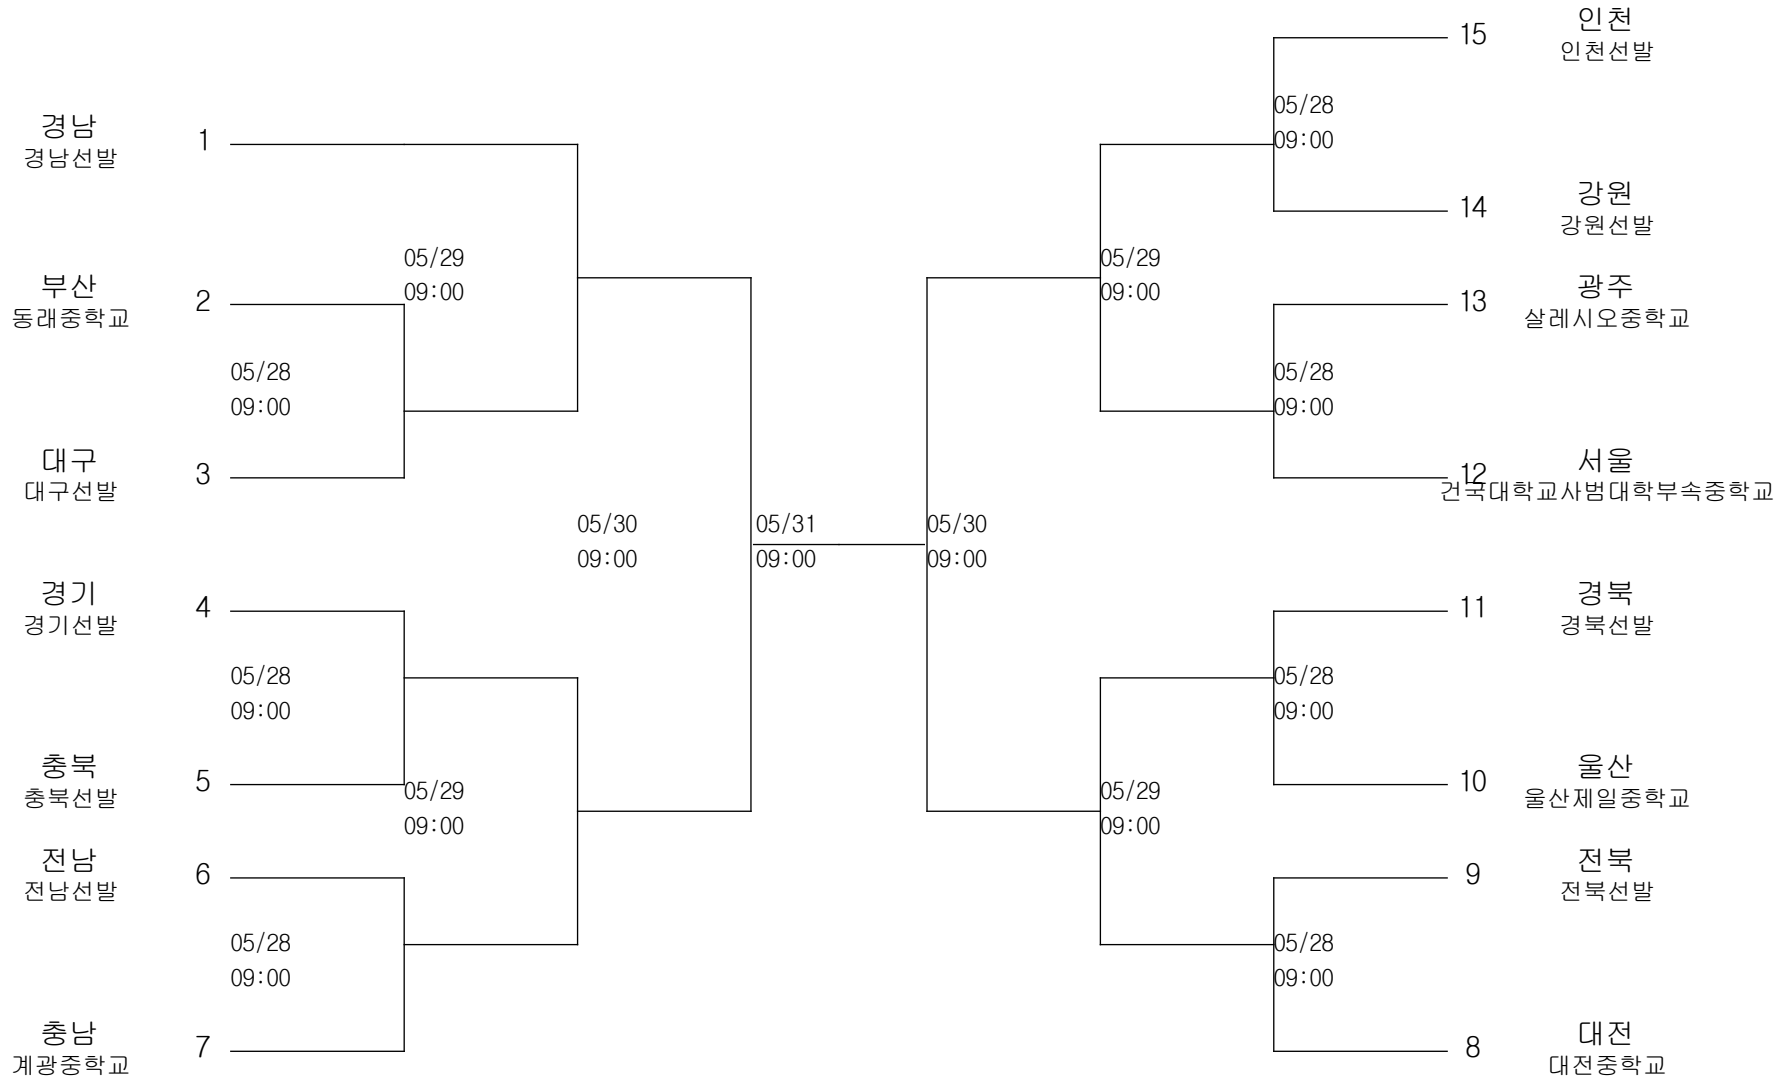 경남
경남선발
1
부산
동래중학교
2
05/29
09:00
05/28
09:00
대구
대구선발
3
05/30
09:00
경기
경기선발
4
05/28
09:00
충북
충북선발
5
05/29
09:00
전남
전남선발
6
05/28
09:00
충남
계광중학교
7
05/31
09:00
15
인천
인천선발
05/28
09:00
14
강원
강원선발
05/29
09:00
13
광주
살레시오중학교
05/28
09:00
12
서울
건국대학교사범대학부속중학교
05/30
09:00
11
경북
경북선발
05/28
09:00
10
울산
울산제일중학교
05/29
09:00
9
전북
전북선발
05/28
09:00
8
대전
대전중학교